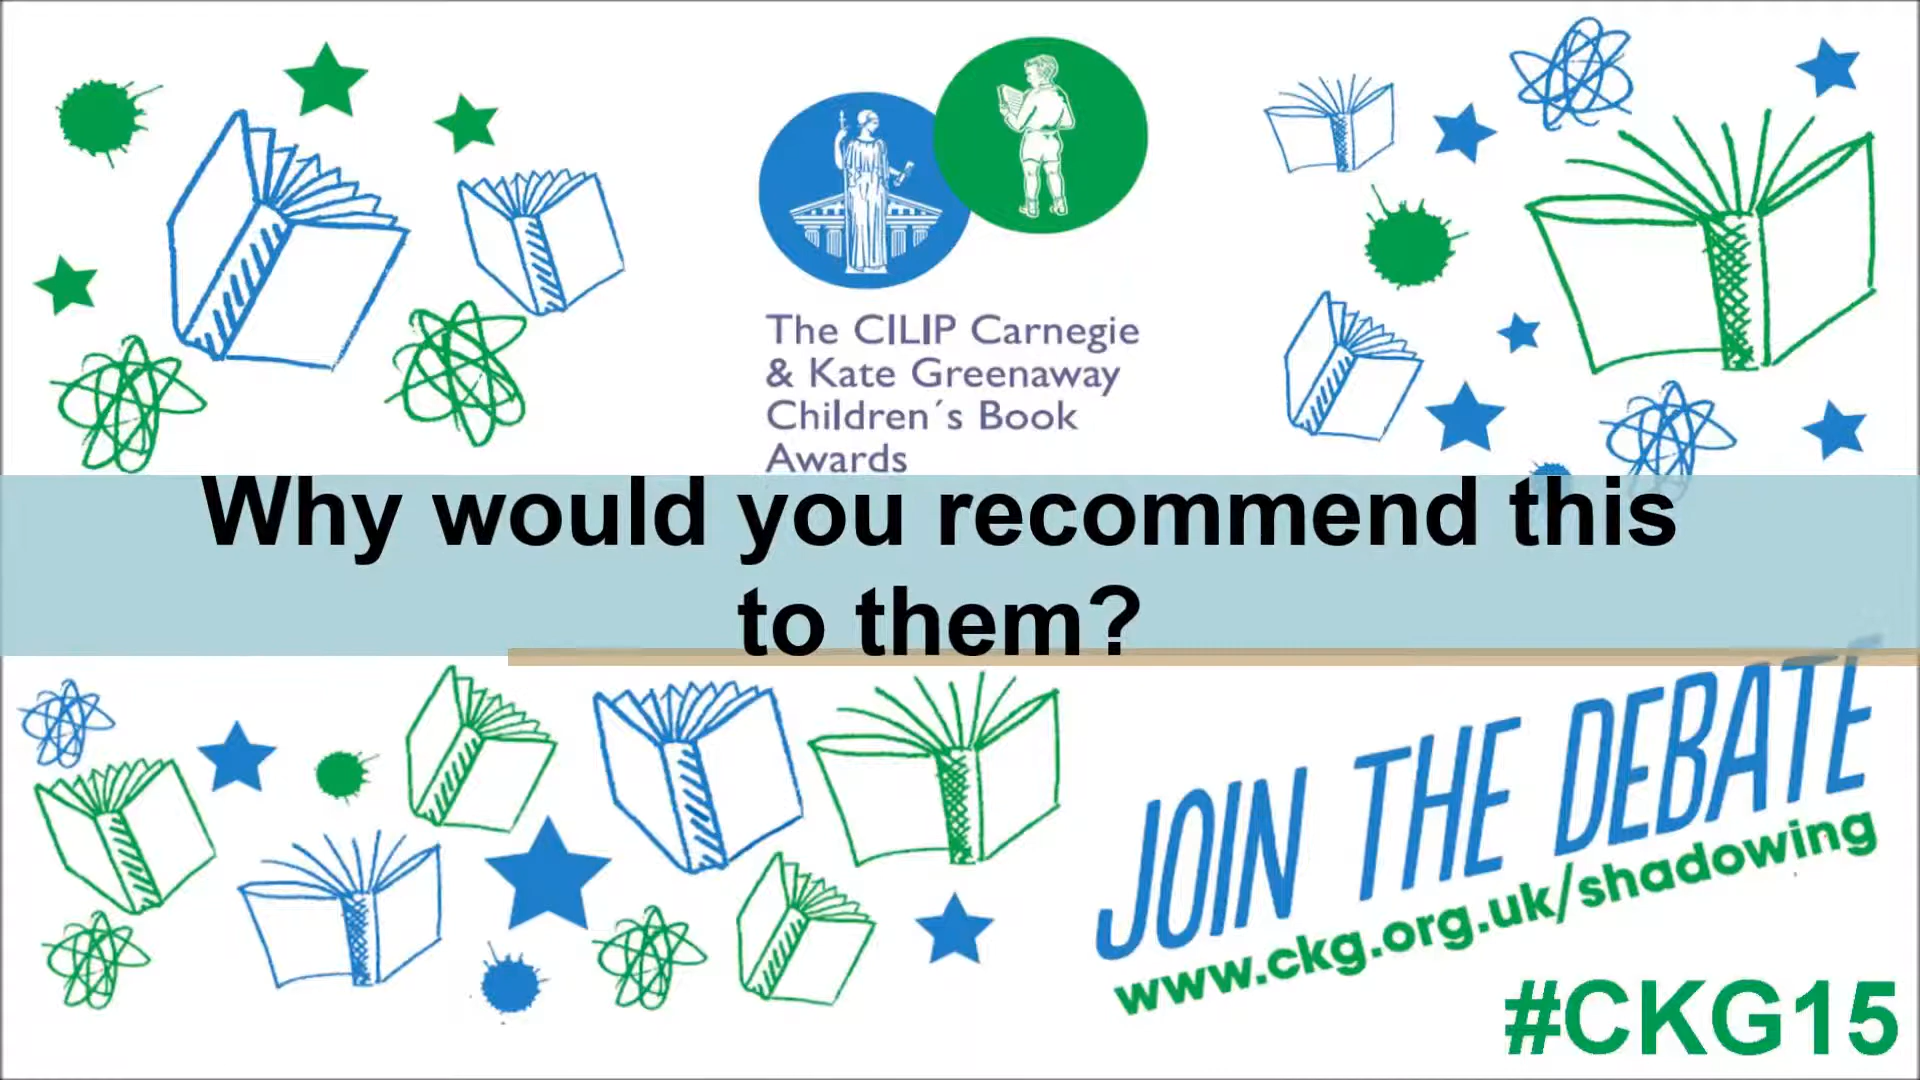 The CILIP Carnegie
& Kate Greenaway
Children´s Book
Awards
Why would you recommend this
to them?
JOIN THE DEBATE
www.ckg.org.uk/shadowing
#CKG15